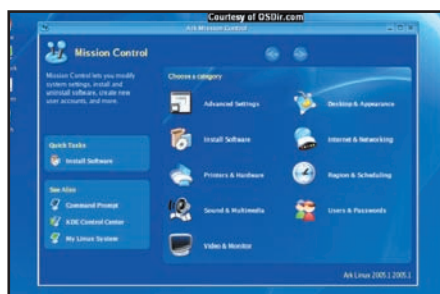 Courtesy of OSDir.com
Ark Mission Control
Mission Control
Mission Control lets you modify
system settings, install and
uninstall software, create new
user accounts, and more.
Quick Tasks
Install Software
See Also
Command Prompt
KDE Control Center
My Linux System
Choose a category
Advanced Settings
Desktop & Appearance
Install Software
Internet & Networking
Printers & Hardware
Region & Scheduling
Sound & Multimedia
Users & Passwords
Video & Monitor
Ark Linux 2005.1 2005.1